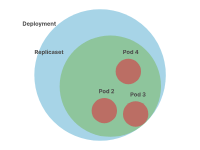 Deployment
Replicaset
Pod 4
Pod 2
Pod 3